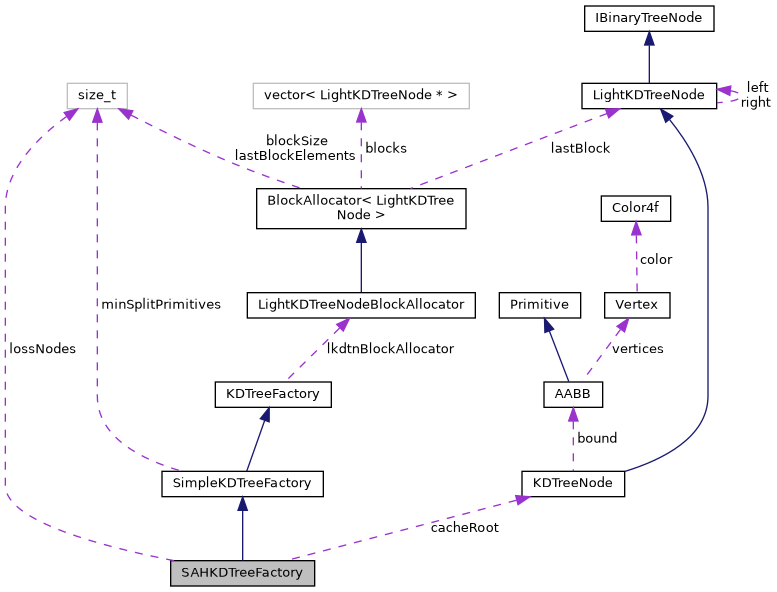 IBinaryTreeNode
size_t
vector< LightKDTreeNode * >
LightKDTreeNode
left
right
blockSize
lastBlockElements
blocks
lastBlock
BlockAllocator< LightKDTree
Node >
Color4f
color
minSplitPrimitives
LightKDTreeNodeBlockAllocator
Primitive
Vertex
lossNodes
lkdtnBlockAllocator
vertices
KDTreeFactory
AABB
bound
SimpleKDTreeFactory
KDTreeNode
cacheRoot
SAHKDTreeFactory